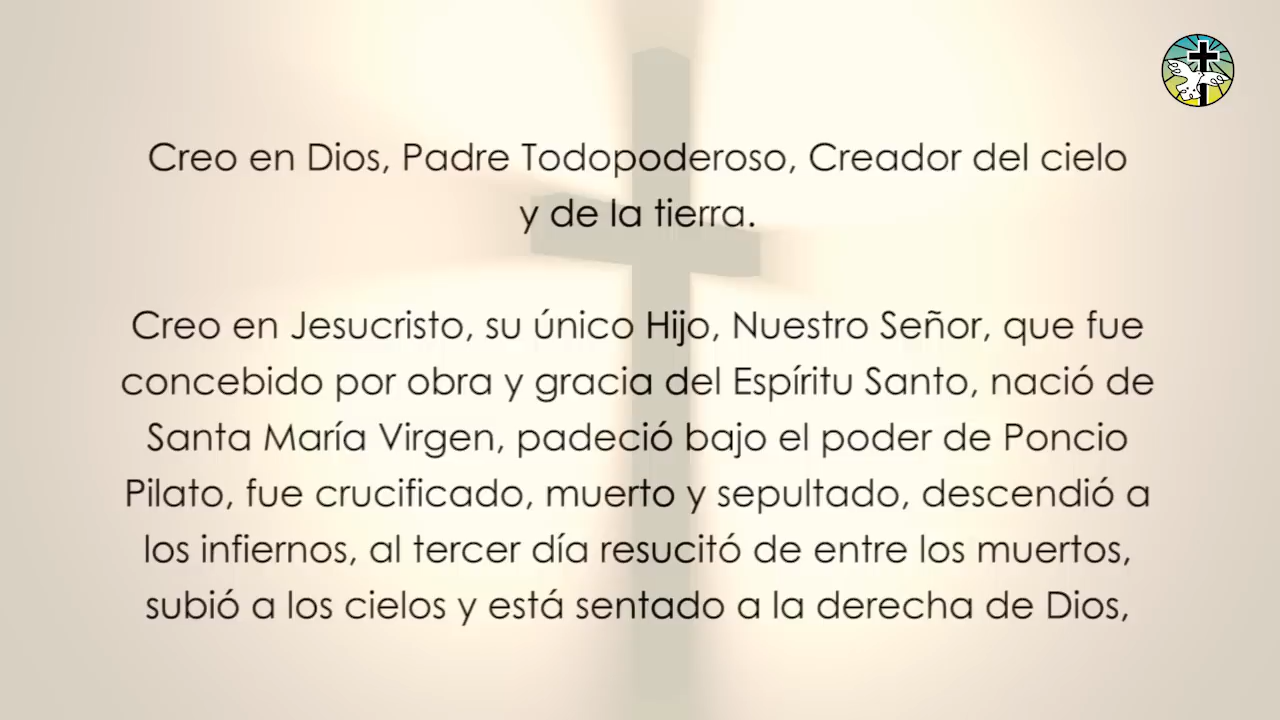 Creo en Dios, Padre Todopoderoso, Creador del cielo
y de la tierra.
Creo en Jesucristo, su único Hijo, Nuestro Señor, que fue
concebido por obra y gracia del Espíritu Santo, nació de
Santa María Virgen, padeció bajo el poder de Poncio
Pilato, fue crucificado, muerto y sepultado, descendió a
los infiernos, al tercer día resucitó de entre los muertos,
subió a los cielos y está sentado a la derecha de Dios,